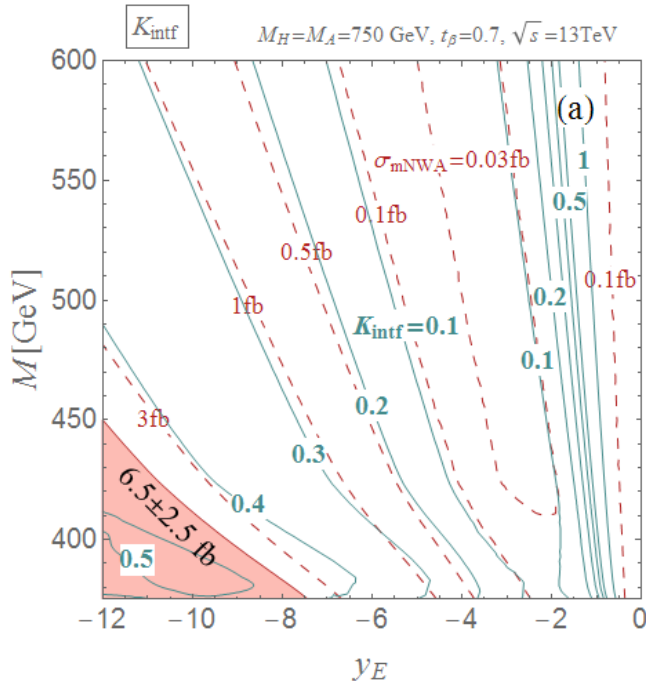 K_intf
M_H=M_A=750 GeV, t_β=0.7, √s=13TeV
600
550
500
450
400
M[GeV]
(a)
σ_mNWA=0.03fb
1
0.5
0.1fb
0.5fb
0.1fb
1fb
0.2
K_intf=0.1
0.1
3fb
0.2
0.3
0.4
6.5±2.5 fb
0.5
−12
−10
−8
−6
−4
−2
0
y_E